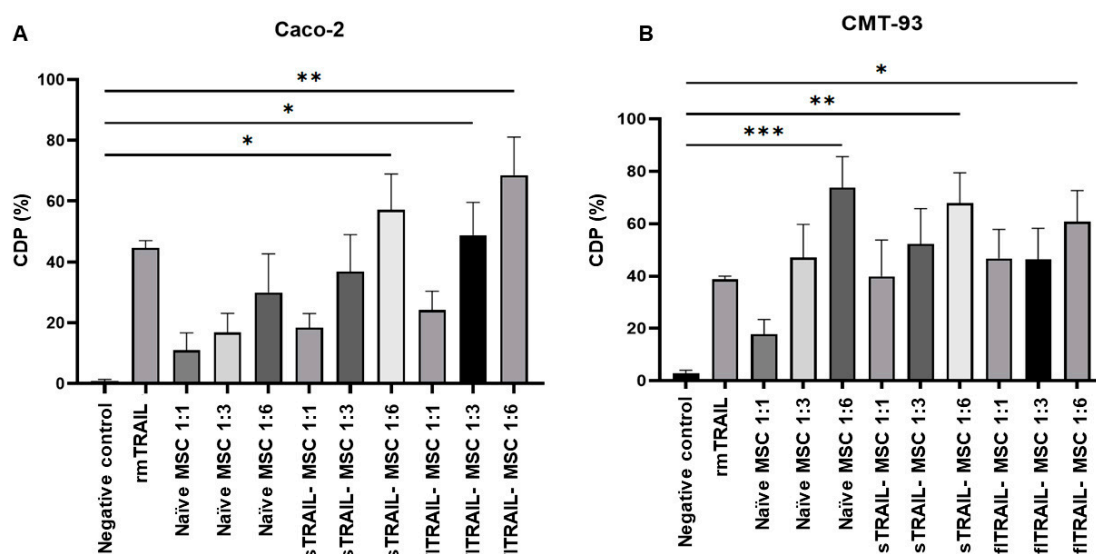 A
Caco-2
CDP (%)
100
80
60
40
20
0
**
*
*
Negative control
rmTRAIL
Naïve MSC 1:1
Naïve MSC 1:3
Naïve MSC 1:6
sTRAIL- MSC 1:1
sTRAIL- MSC 1:3
sTRAIL- MSC 1:6
lTRAIL- MSC 1:1
lTRAIL- MSC 1:3
lTRAIL- MSC 1:6
B
CMT-93
CDP (%)
100
80
60
40
20
0
*
**
***
Negative control
rmTRAIL
Naïve MSC 1:1
Naïve MSC 1:3
Naïve MSC 1:6
sTRAIL- MSC 1:1
sTRAIL- MSC 1:3
sTRAIL- MSC 1:6
flTRAIL- MSC 1:1
flTRAIL- MSC 1:3
flTRAIL- MSC 1:6